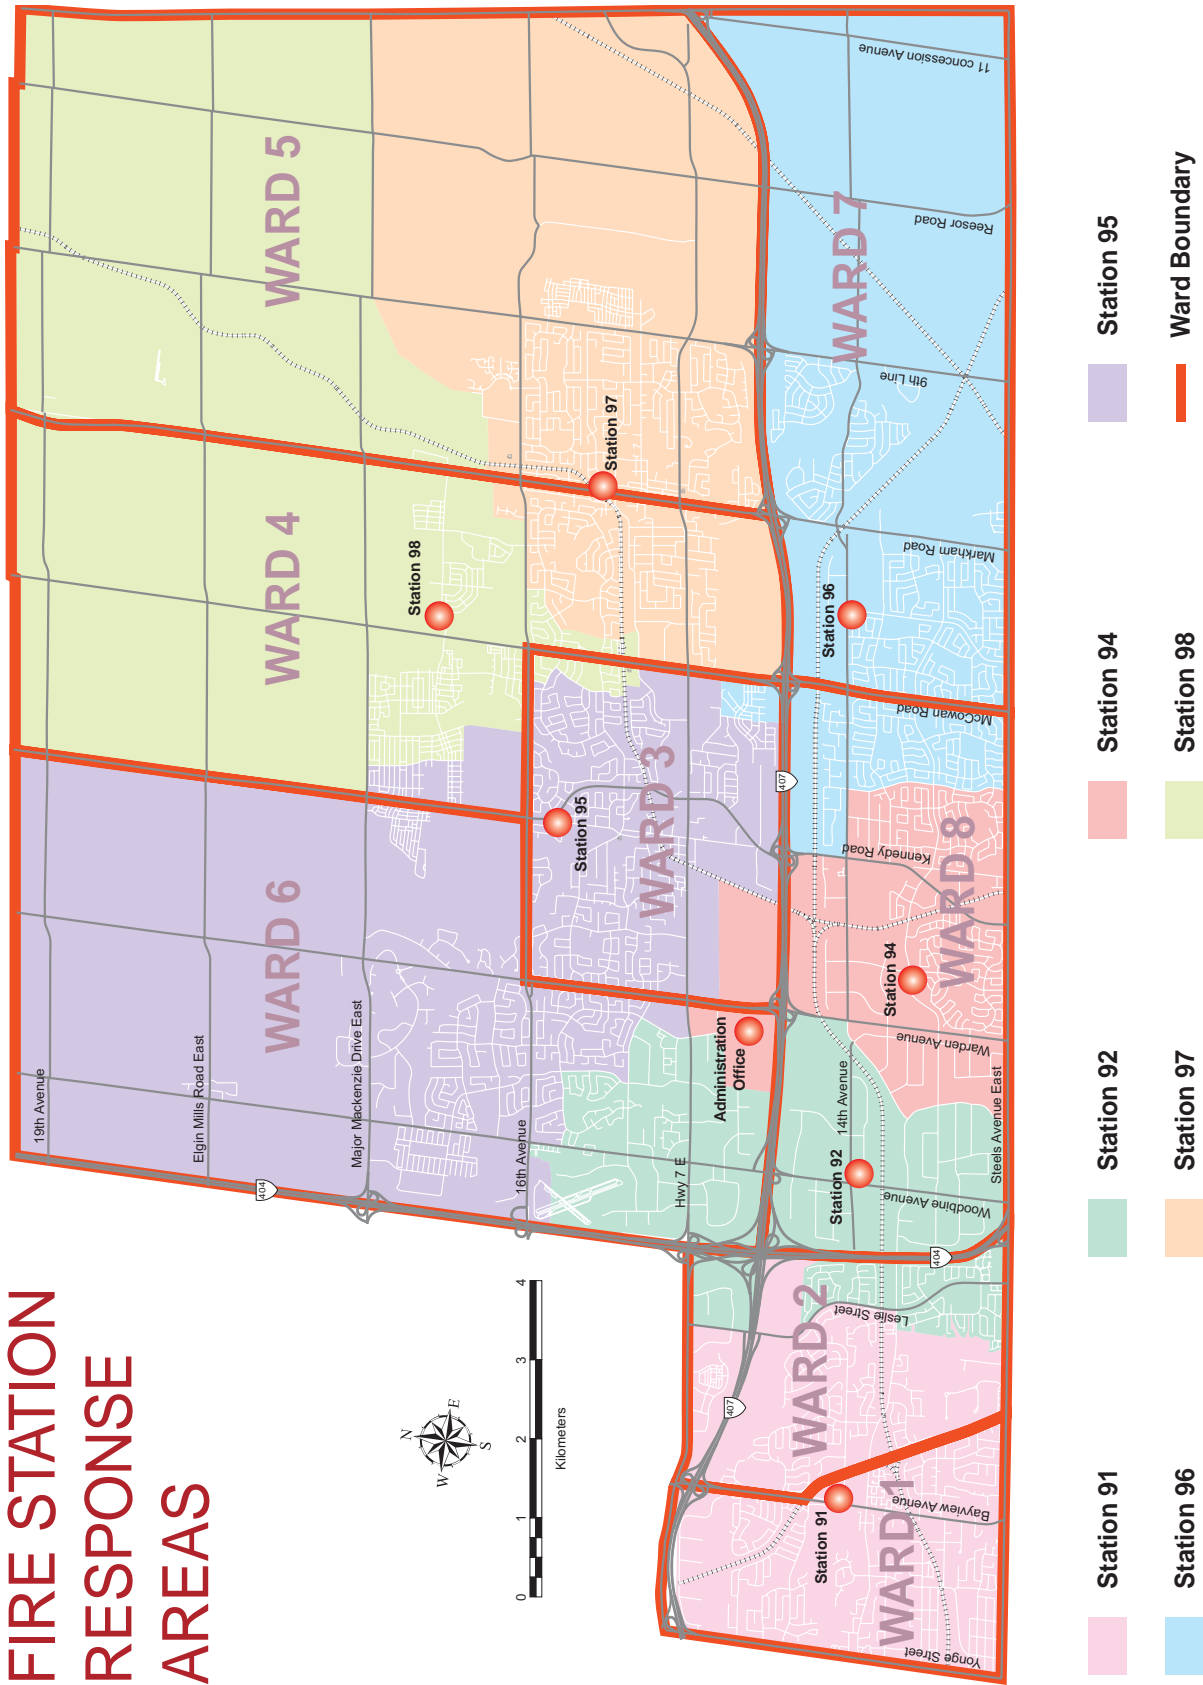 FIRE STATION
RESPONSE
AREAS
N
W
E
S
0
1
2
3
4
Kilometers
19th Avenue
Elgin Mills Road East
Major Mackenzie Drive East
16th Avenue
Hwy 7 E
14th Avenue
Steels Avenue East
404
404
407
407
WARD 6
WARD 4
WARD 5
WARD 3
WARD 7
WARD 8
WARD 2
WARD 1
Station 98
Station 97
Station 95
Station 96
Administration
Office
Station 94
Station 92
Station 91
Yonge Street
Bayview Avenue
Leslie Street
Woodbine Avenue
Warden Avenue
Kennedy Road
McCowan Road
Markham Road
9th Line
Reesor Road
11 concession Avenue
Station 91
Station 92
Station 94
Station 95
Station 96
Station 97
Station 98
Ward Boundary